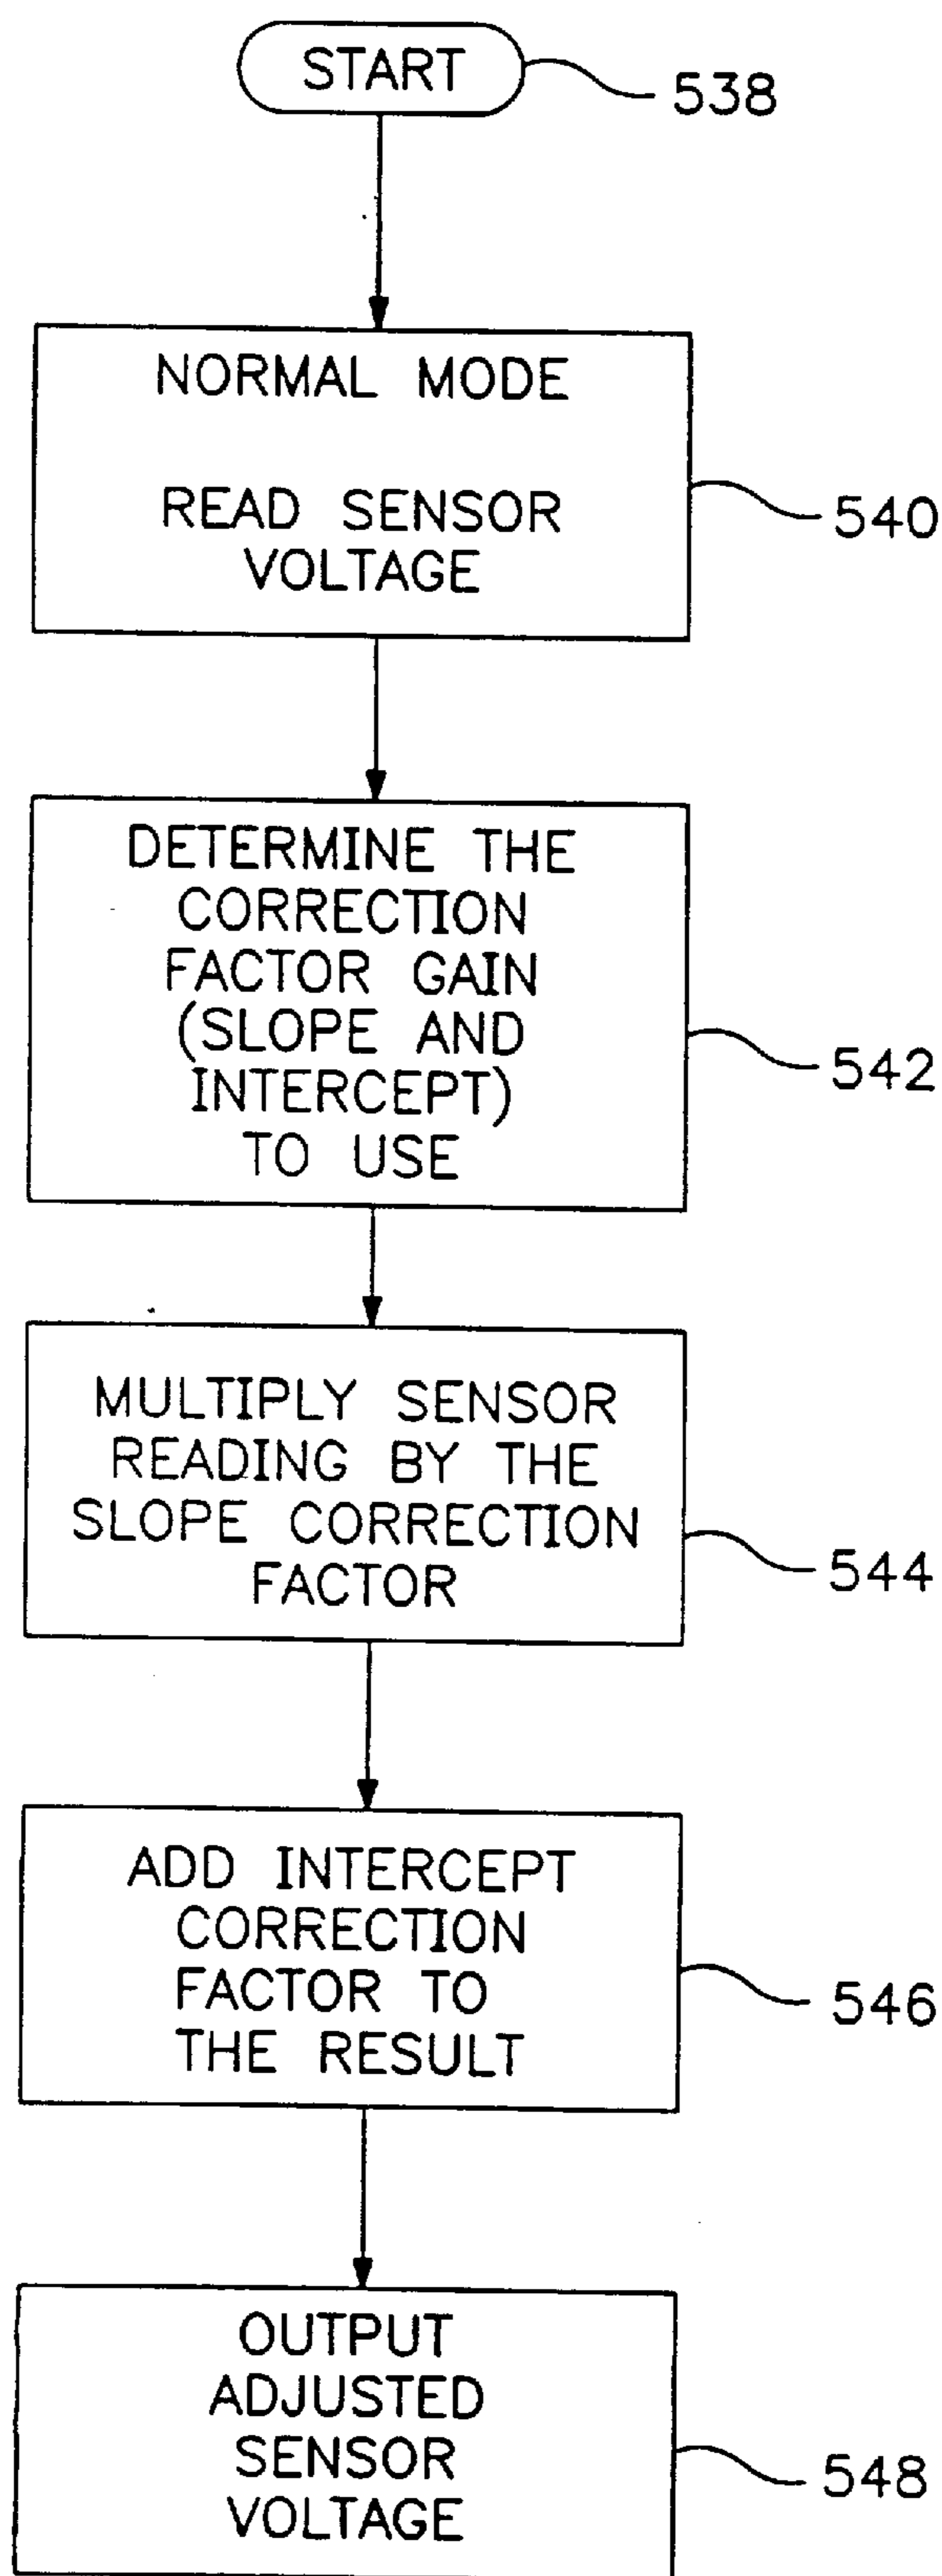 START
538
NORMAL MODE
READ SENSOR
VOLTAGE
540
DETERMINE THE
CORRECTION
FACTOR GAIN
(SLOPE AND
INTERCEPT)
TO USE
542
MULTIPLY SENSOR
READING BY THE
SLOPE CORRECTION
FACTOR
544
ADD INTERCEPT
CORRECTION
FACTOR TO
THE RESULT
546
OUTPUT
ADJUSTED
SENSOR
VOLTAGE
548